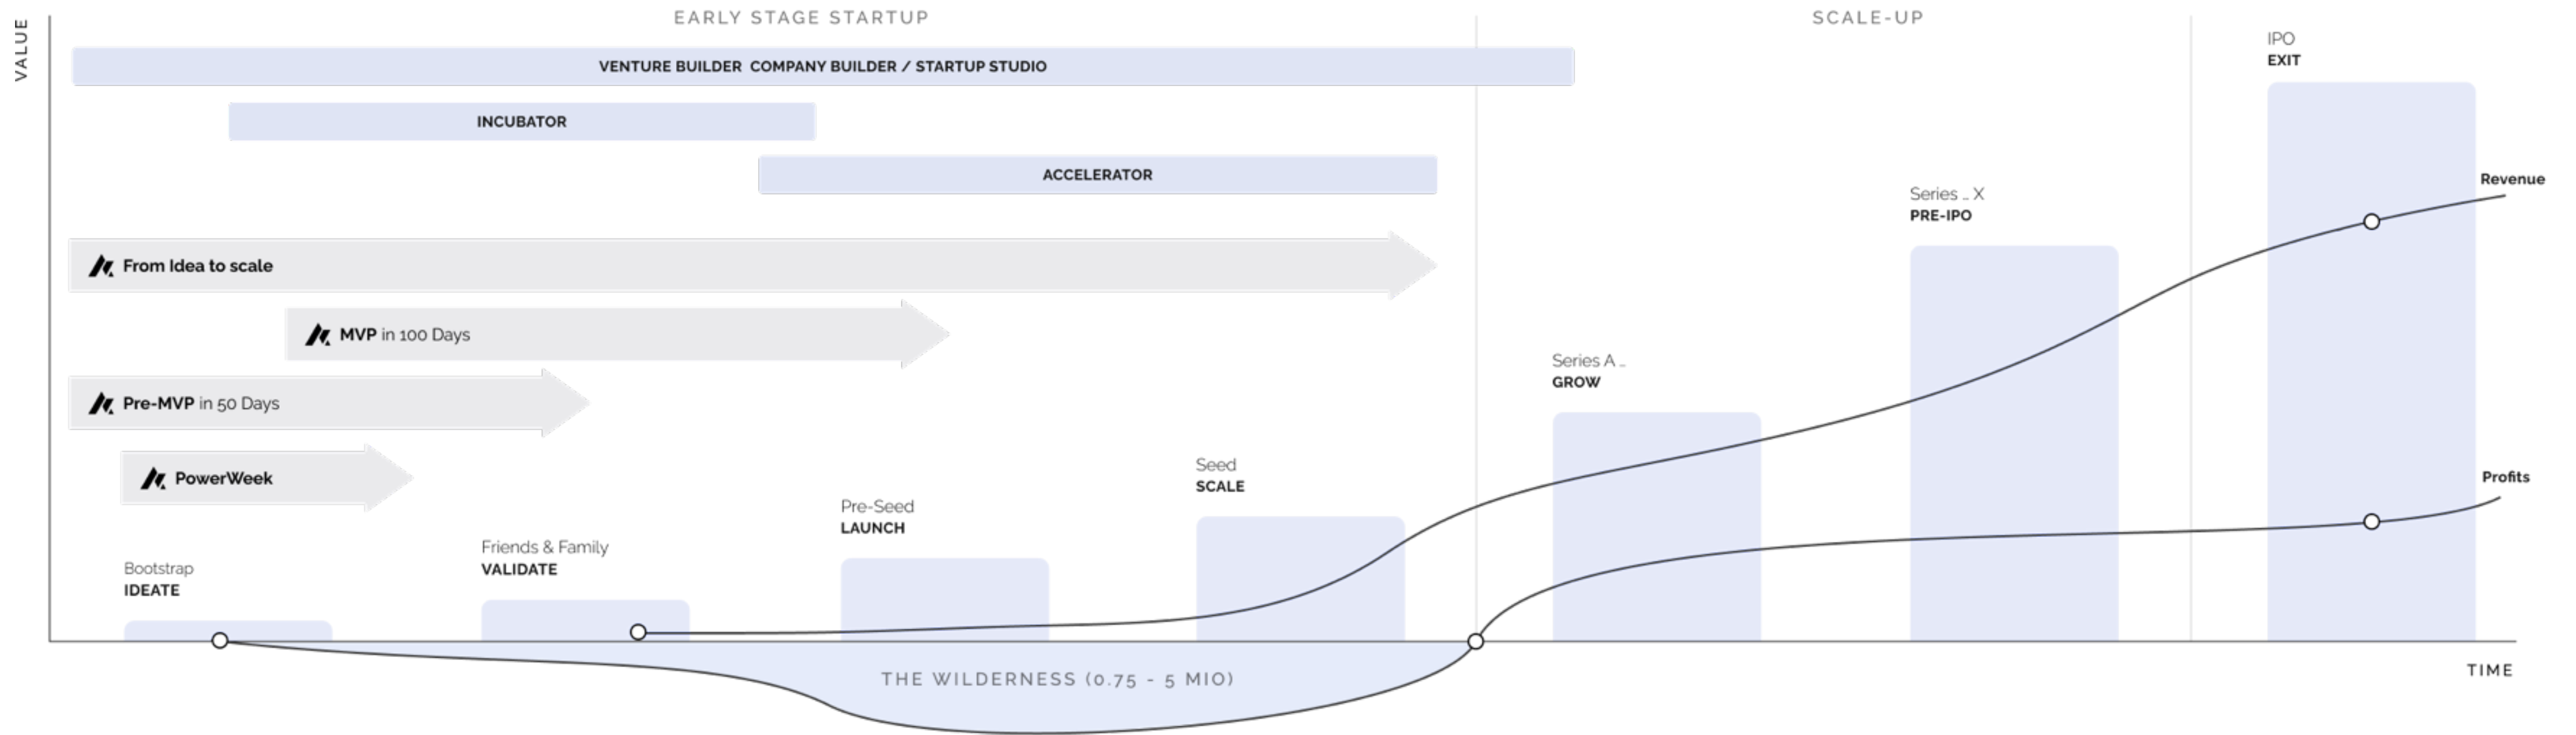 VALUE
EARLY STAGE STARTUP
SCALE-UP
VENTURE BUILDER  COMPANY BUILDER / STARTUP STUDIO
INCUBATOR
ACCELERATOR
From Idea to scale
MVP in 100 Days
Pre-MVP in 50 Days
PowerWeek
Bootstrap
IDEATE
Friends & Family
VALIDATE
Pre-Seed
LAUNCH
Seed
SCALE
Series A ...
GROW
Series ... X
PRE-IPO
IPO
EXIT
Revenue
Profits
THE WILDERNESS (0.75 - 5 MIO)
TIME